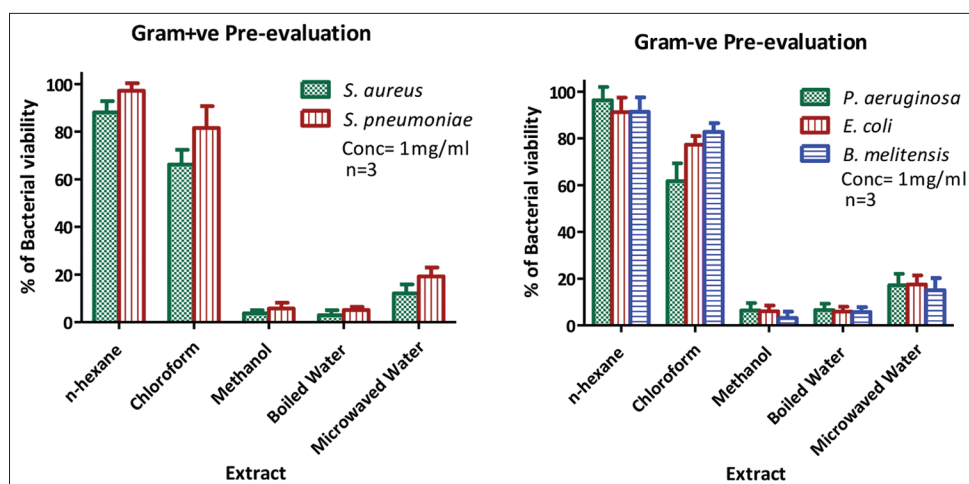 Gram+ve Pre-evaluation
% of Bacterial viability
100
80
60
40
20
0
S. aureus
S. pneumoniae
Conc= 1mg/ml
n=3
n-hexane
Chloroform
Methanol
Boiled Water
Microwaved Water
Extract
Gram-ve Pre-evaluation
% of Bacterial viability
100
80
60
40
20
0
P. aeruginosa
E. coli
B. melitensis
Conc= 1mg/ml
n=3
n-hexane
Chloroform
Methanol
Boiled Water
Microwaved Water
Extract